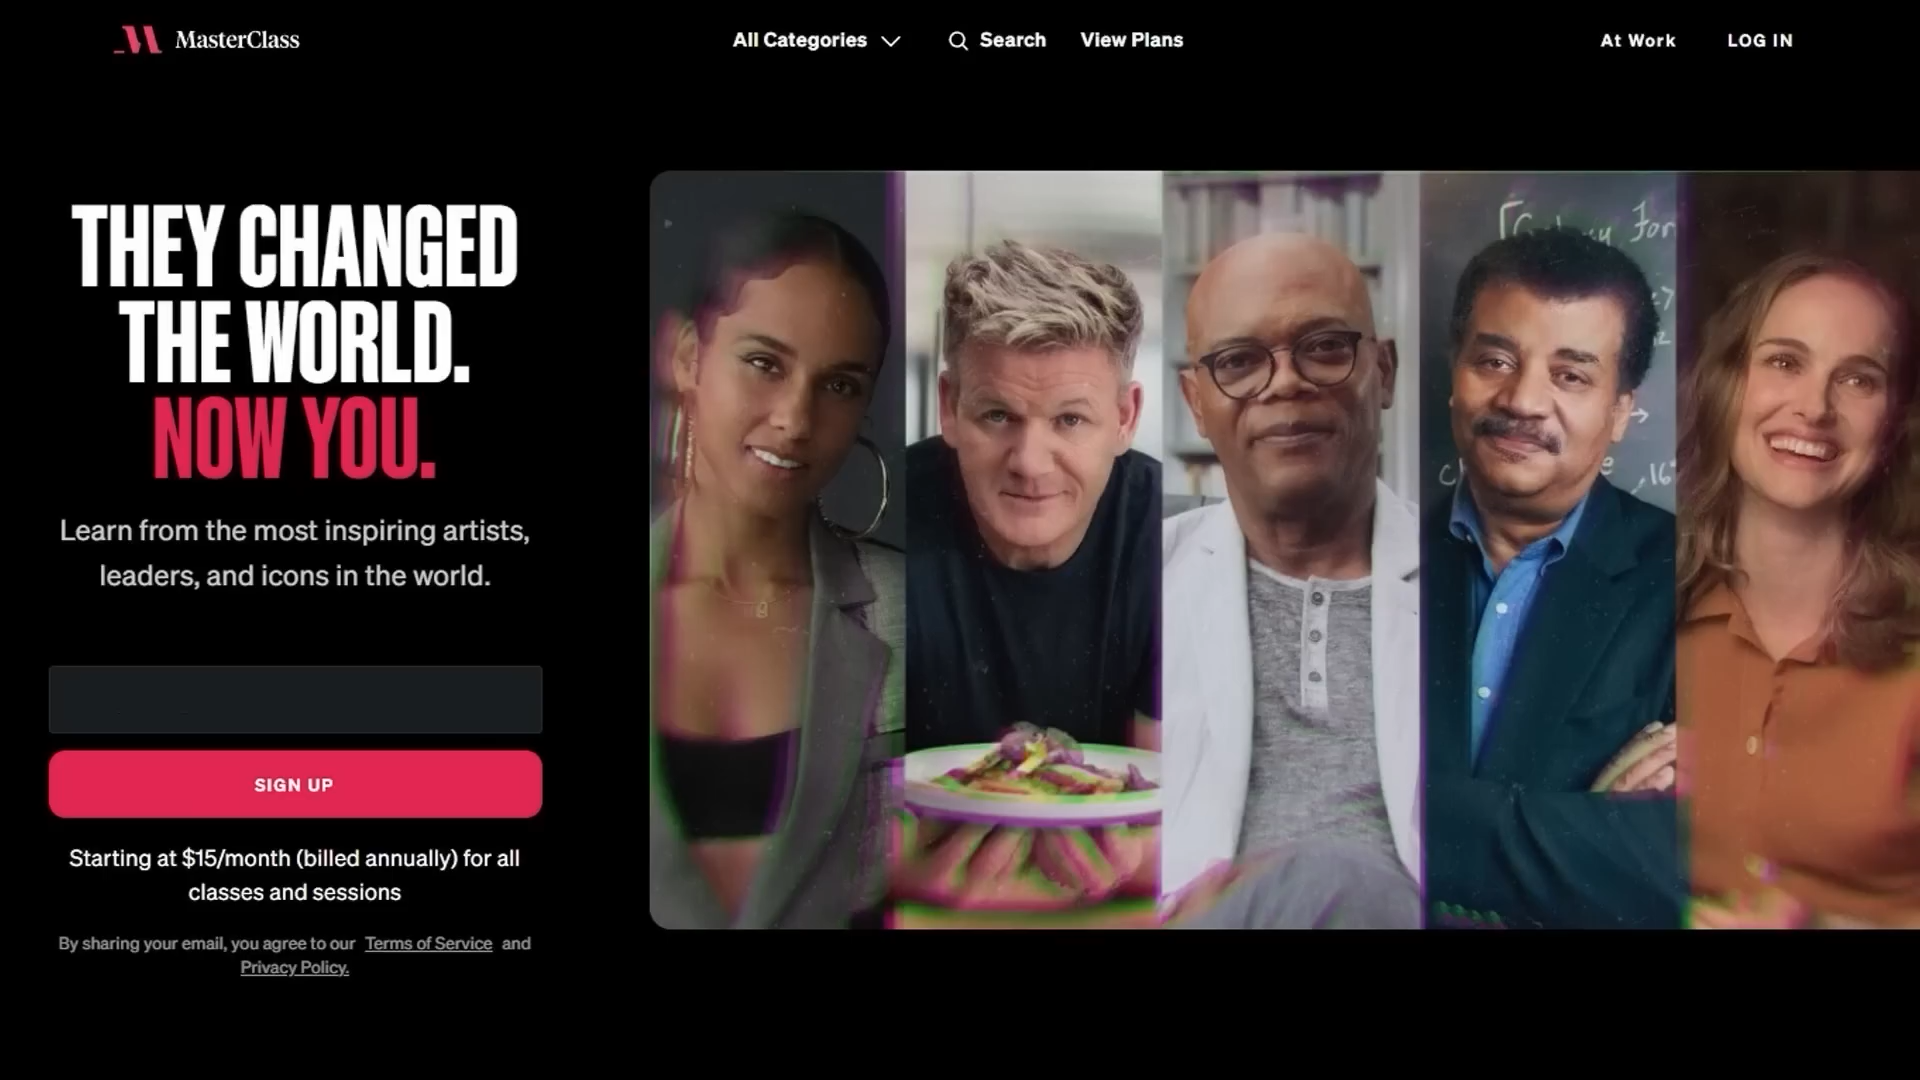 MasterClass
All Categories
Search
View Plans
At Work
LOG IN
THEY CHANGED
THE WORLD.
NOW YOU.
Learn from the most inspiring artists,
leaders, and icons in the world.
SIGN UP
Starting at $15/month (billed annually) for all
classes and sessions
By sharing your email, you agree to our Terms of Service and
Privacy Policy.